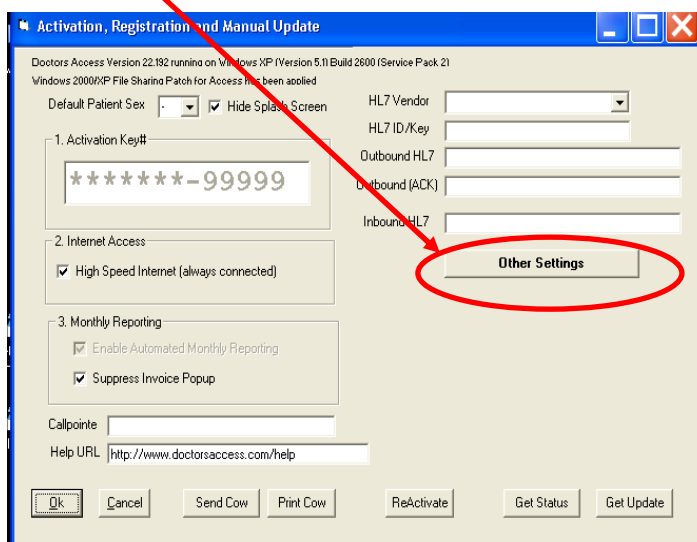 Activation, Registration and Manual Update
Doctors Access Version 22.192 running on Windows XP (Version 5.1) Build 2600 (Service Pack 2)
Windows 2000/XP File Sharing Patch for Access has been applied
Default Patient Sex - Hide Splash Screen
HL7 Vendor
1. Activation Key#
HL7 ID/Key
*******-99999
Outbound HL7
Outbound (ACK)
Inbound HL7
2. Internet Access
High Speed Internet (always connected)
Other Settings
3. Monthly Reporting
Enable Automated Monthly Reporting
Suppress Invoice Popup
Callpointe
Help URL http://www.doctorsaccess.com/help
Ok Cancel Send Cow Print Cow ReActivate Get Status Get Update